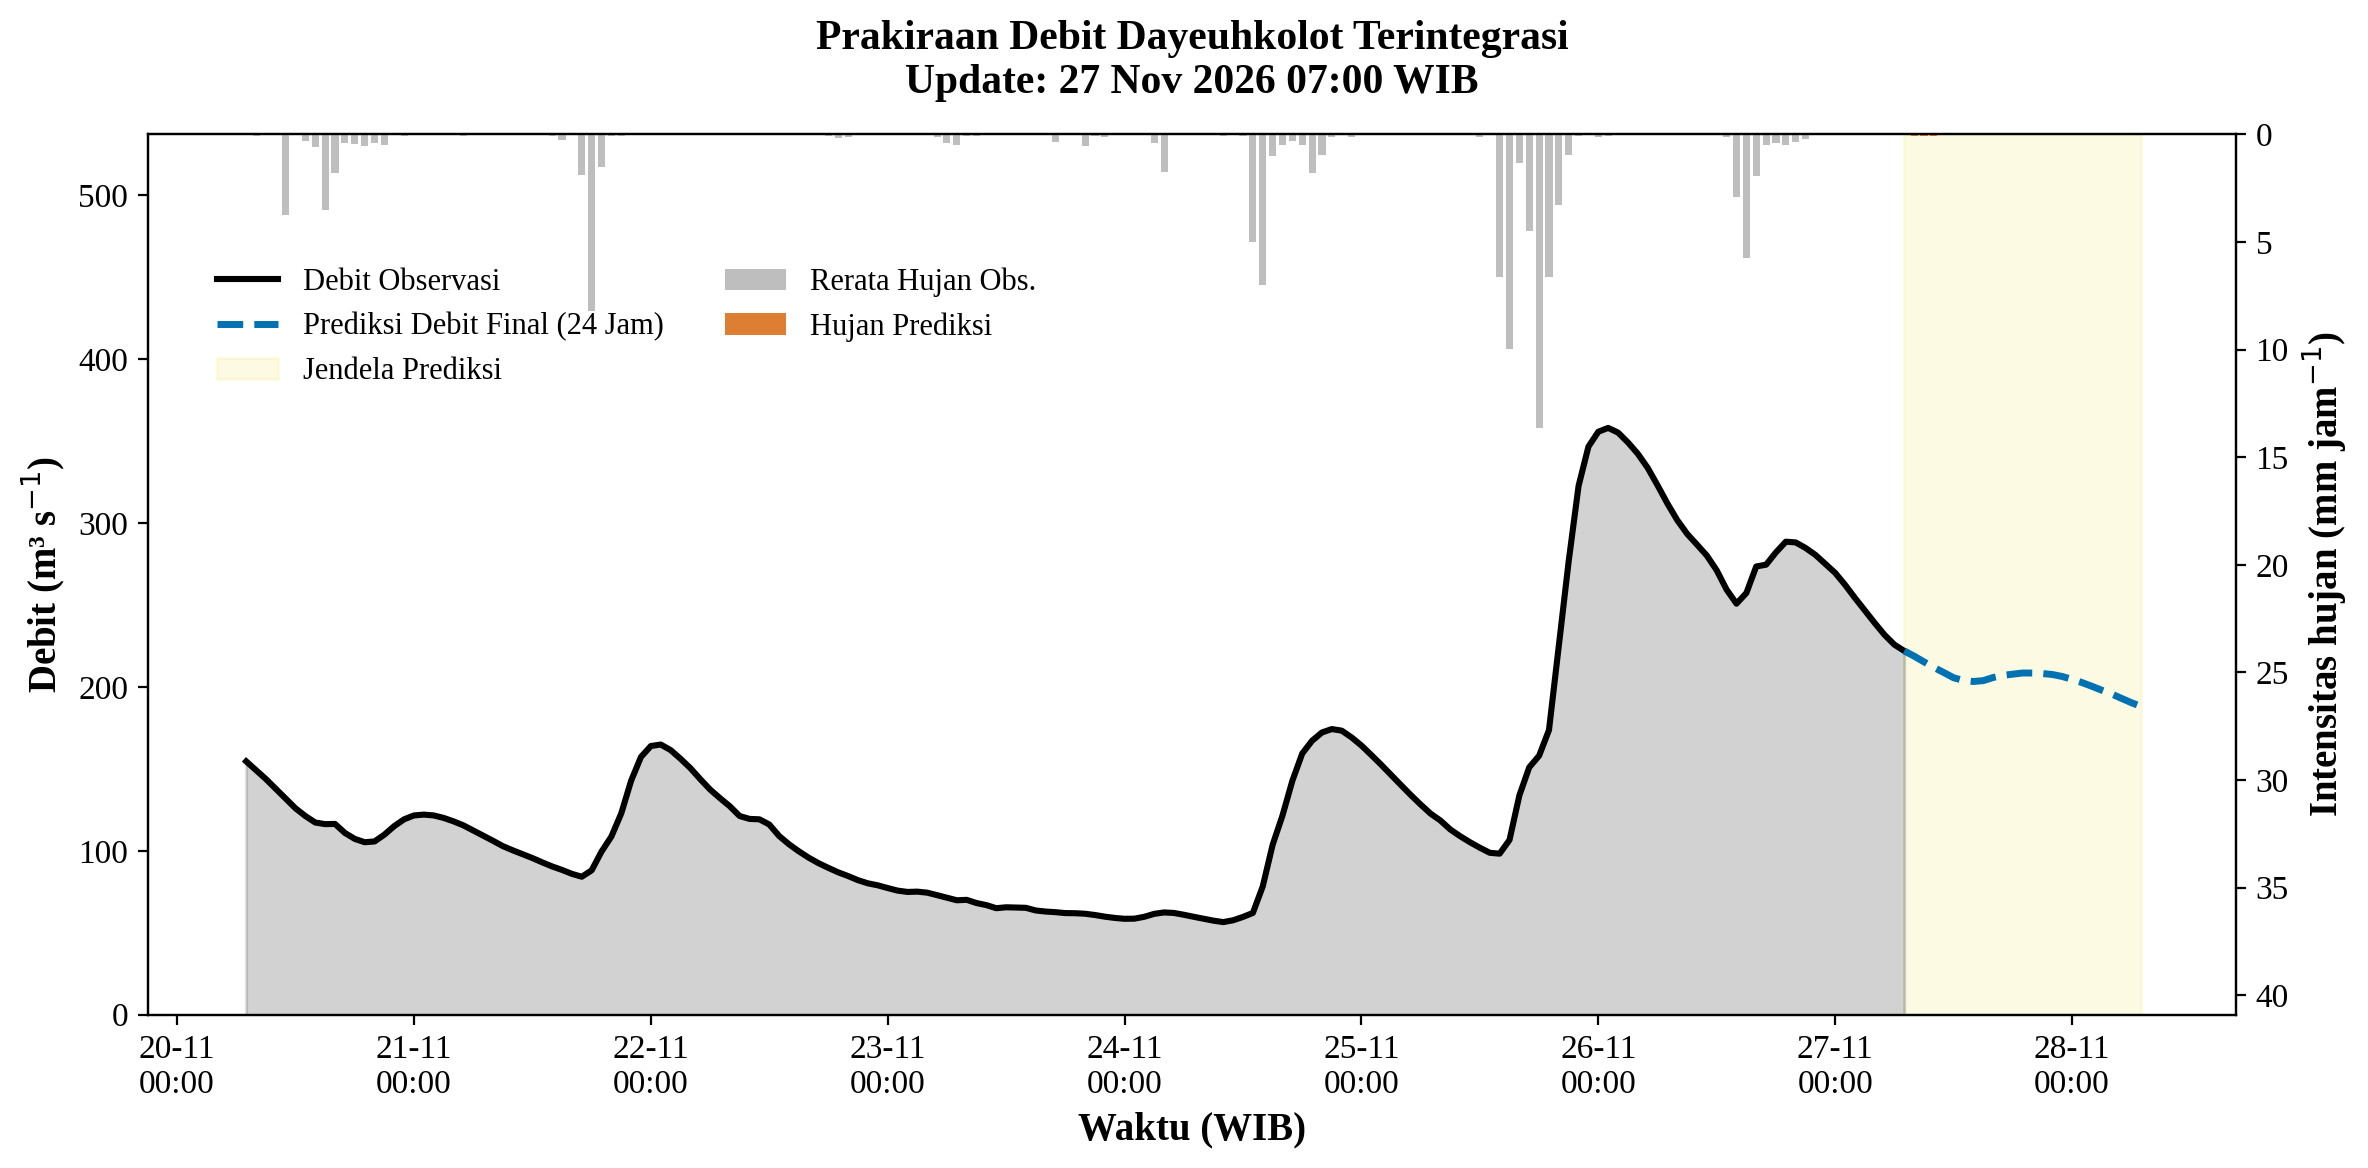 Prakiraan Debit Dayeuhkolot Terintegrasi
Update: 27 Nov 2026 07:00 WIB
Debit (m³ s⁻¹)
500
400
300
200
100
0
Debit Observasi
Prediksi Debit Final (24 Jam)
Jendela Prediksi
Rerata Hujan Obs.
Hujan Prediksi
0
5
10
15
20
25
30
35
40
Intensitas hujan (mm jam⁻¹)
20-11 21-11 22-11 23-11 24-11 25-11 26-11 27-11 28-11
00:00 00:00 00:00 00:00 00:00 00:00 00:00 00:00 00:00
Waktu (WIB)